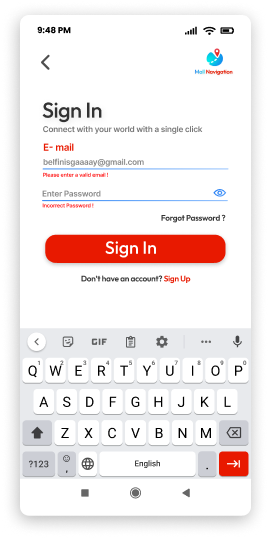 9:48 PM
Mall Navigation
Sign In
Connect with your world with a single click
E- mail
belfinisgaaaay@gmail.com
Please enter a valid email !
Enter Password
Incorrect Password !
Forgot Password ?
Sign In
Don't have an account? Sign Up
GIF
Q 1 W 2 E 3 R 4 T 5 Y 6 U 7 I 8 O 9 P 0
A S D F G H J K L
Z X C V B N M
?123 , English .